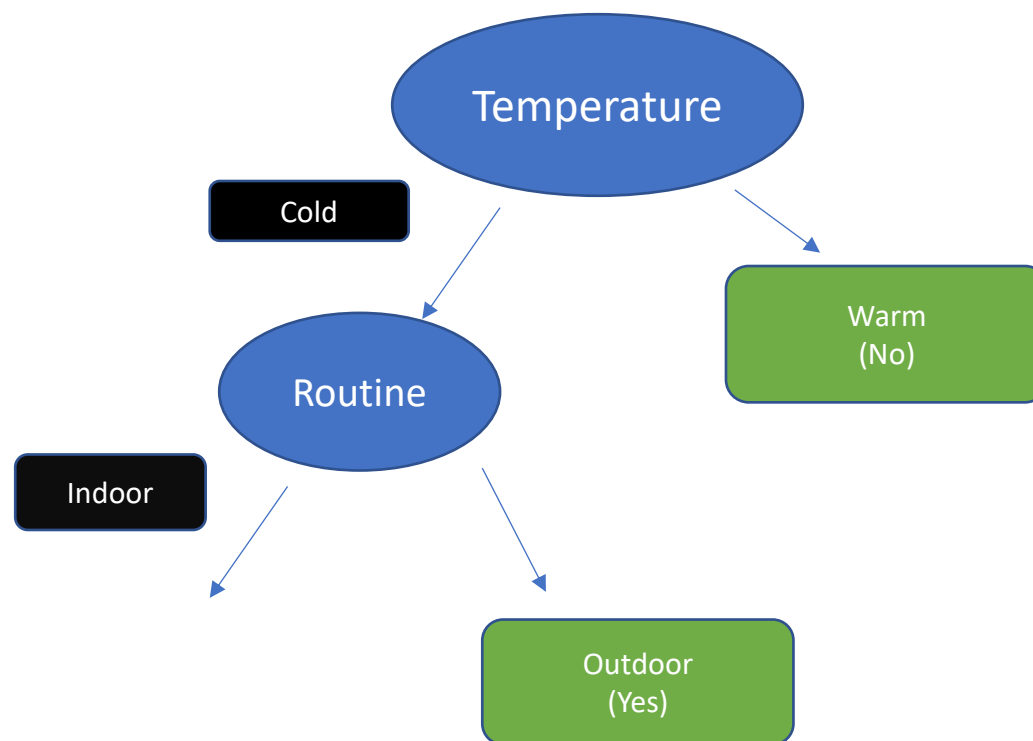 Temperature
Cold
Warm
(No)
Routine
Indoor
Outdoor
(Yes)